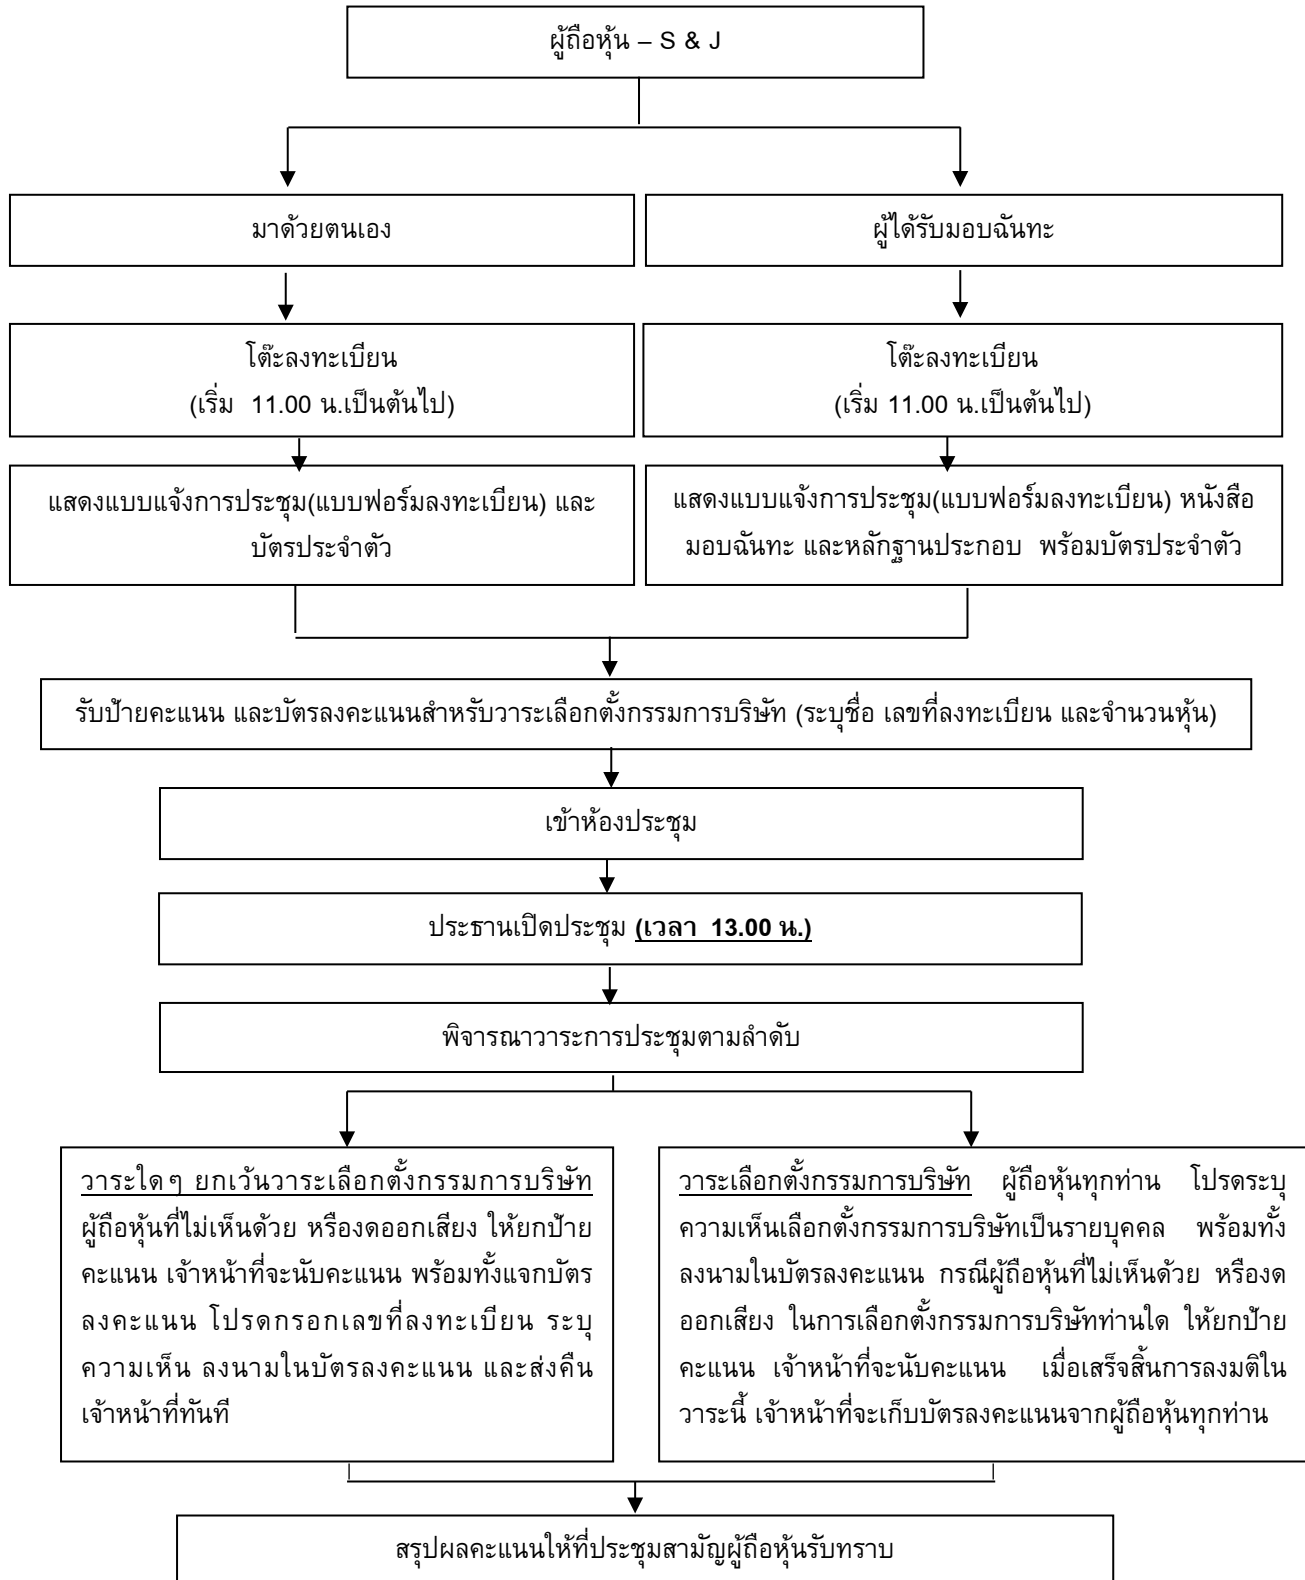 ผู้ถือหุ้น – S & J
มาด้วยตนเอง
ผู้ได้รับมอบฉันทะ
โต๊ะลงทะเบียน
(เริ่ม 11.00 น.เป็นต้นไป)
โต๊ะลงทะเบียน
(เริ่ม 11.00 น.เป็นต้นไป)
แสดงแบบแจ้งการประชุม(แบบฟอร์มลงทะเบียน) และ
บัตรประจำตัว
แสดงแบบแจ้งการประชุม(แบบฟอร์มลงทะเบียน) หนังสือ
มอบฉันทะ และหลักฐานประกอบ พร้อมบัตรประจำตัว
รับป้ายคะแนน และบัตรลงคะแนนสำหรับวาระเลือกตั้งกรรมการบริษัท (ระบุชื่อ เลขที่ลงทะเบียน และจำนวนหุ้น)
เข้าห้องประชุม
ประธานเปิดประชุม (เวลา 13.00 น.)
พิจารณาวาระการประชุมตามลำดับ
วาระใด ๆ ยกเว้นวาระเลือกตั้งกรรมการบริษัท
ผู้ถือหุ้นที่ไม่เห็นด้วย หรืองดออกเสียง ให้ยกป้าย
คะแนน เจ้าหน้าที่จะนับคะแนน พร้อมทั้งแจกบัตร
ลงคะแนน โปรดกรอกเลขที่ลงทะเบียน ระบุ
ความเห็น ลงนามในบัตรลงคะแนน และส่งคืน
เจ้าหน้าที่ทันที
วาระเลือกตั้งกรรมการบริษัท ผู้ถือหุ้นทุกท่าน โปรดระบุ
ความเห็นเลือกตั้งกรรมการบริษัทเป็นรายบุคคล พร้อมทั้ง
ลงนามในบัตรลงคะแนน กรณีผู้ถือหุ้นที่ไม่เห็นด้วย หรืองด
ออกเสียง ในการเลือกตั้งกรรมการบริษัทท่านใด ให้ยกป้าย
คะแนน เจ้าหน้าที่จะนับคะแนน เมื่อเสร็จสิ้นการลงมติใน
วาระนี้ เจ้าหน้าที่จะเก็บบัตรลงคะแนนจากผู้ถือหุ้นทุกท่าน
สรุปผลคะแนนให้ที่ประชุมสามัญผู้ถือหุ้นรับทราบ